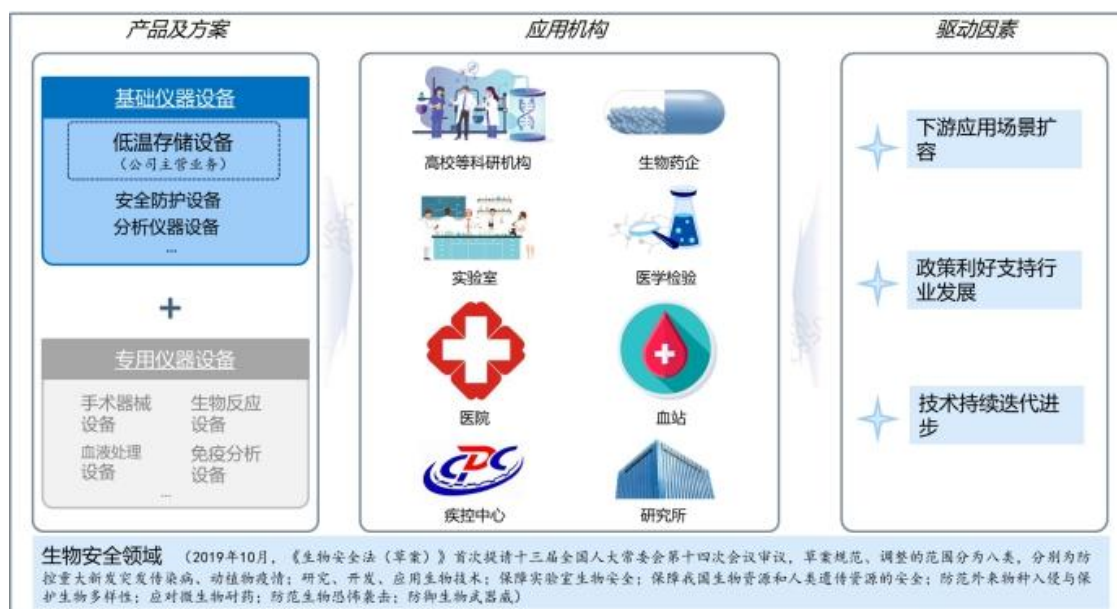 产品及方案
应用机构
驱动因素
基础仪器设备
低温存储设备
(公司主营业务)
安全防护设备
分析仪器设备
...
+
专用仪器设备
手术器械
设备
生物反应
设备
血液处理
设备
免疫分析
设备
...
高校等科研机构
生物药企
实验室
医学检验
医院
血站
CDC
疾控中心
研究所
下游应用场景扩
容
政策利好支持行
业发展
技术持续迭代进
步
生物安全领域 (2019年10月,《生物安全法(草案)》首次提请十三届全国人大常委会第十四次会议审议,草案规范、调整的范围分为八类,分别为防
控重大新发突发传染病、动植物疫情;研究、开发、应用生物技术;保障实验室生物安全;保障我国生物资源和人类遗传资源的安全;防范外来物种入侵与保
护生物多样性;应对微生物耐药;防范生物恐怖袭击;防御生物武器威)